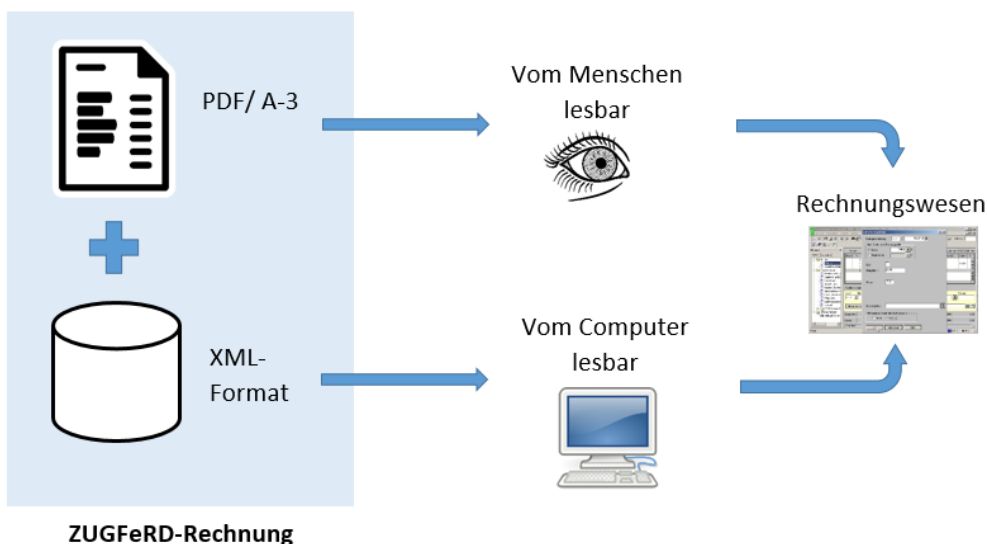 PDF/ A-3
Vom Menschen
lesbar
Rechnungswesen
XML-
Format
Vom Computer
lesbar
ZUGFeRD-Rechnung